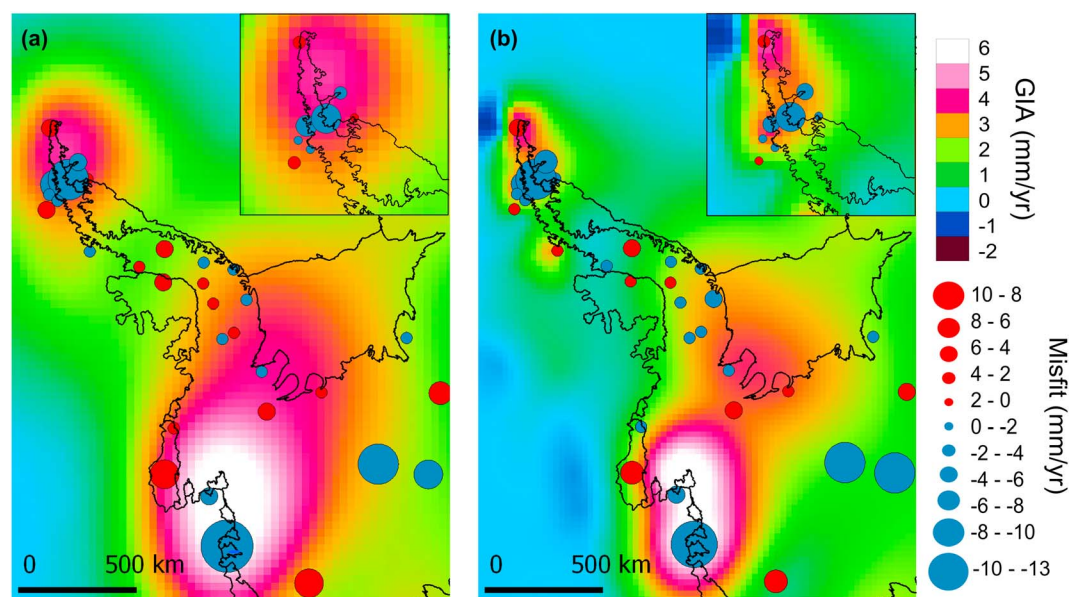 (a)
0 500 km
(b)
0 500 km
GIA (mm/yr)
6
5
4
3
2
1
0
-1
-2
Misfit (mm/yr)
10 - 8
8 - 6
6 - 4
4 - 2
2 - 0
0 - -2
-2 - -4
-4 - -6
-6 - -8
-8 - -10
-10 - -13